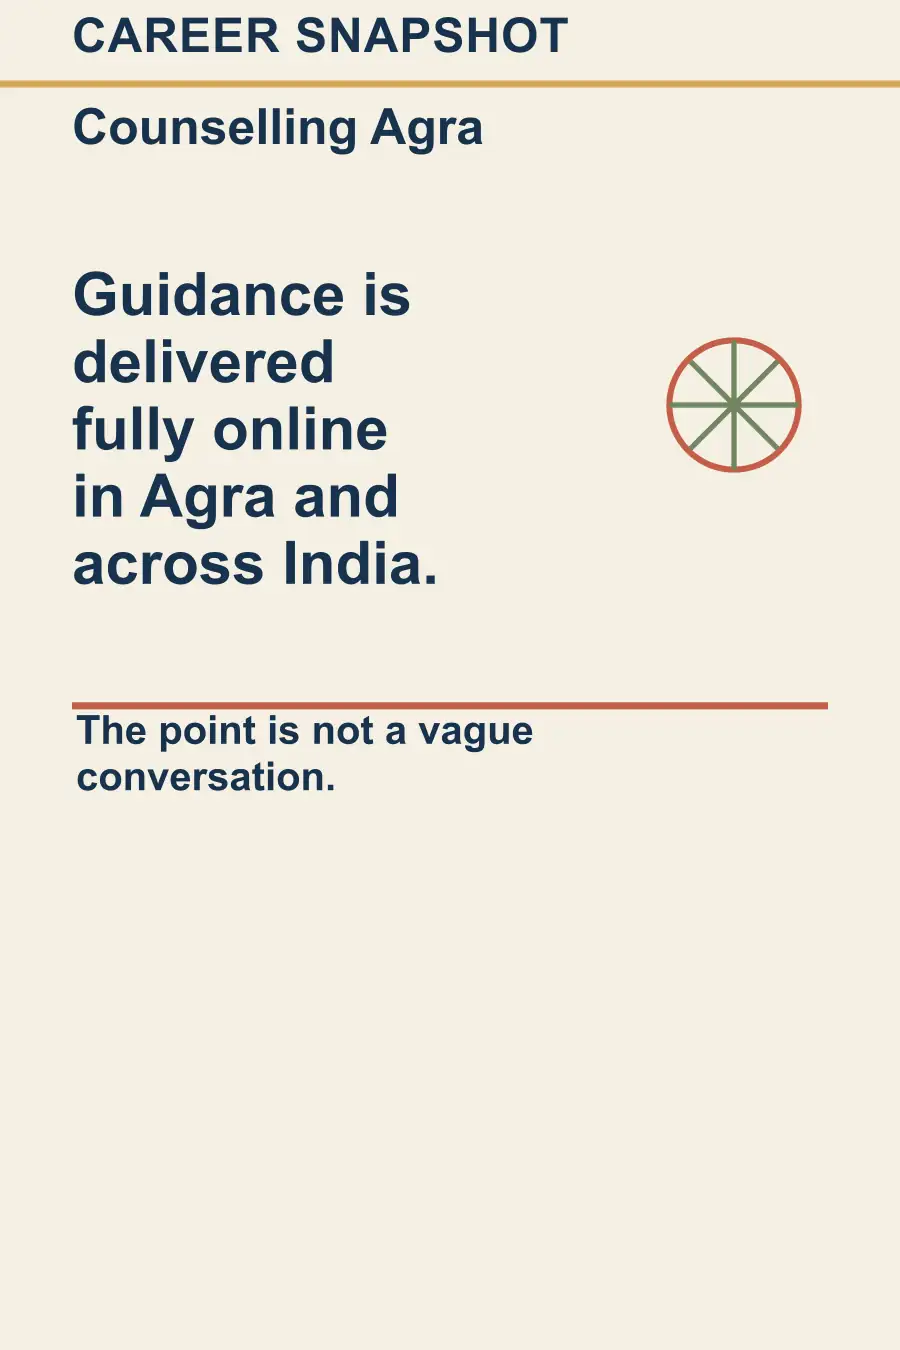 CAREER SNAPSHOT
Counselling Agra
Guidance is
delivered
fully online
in Agra and
across India.
The point is not a vague
conversation.